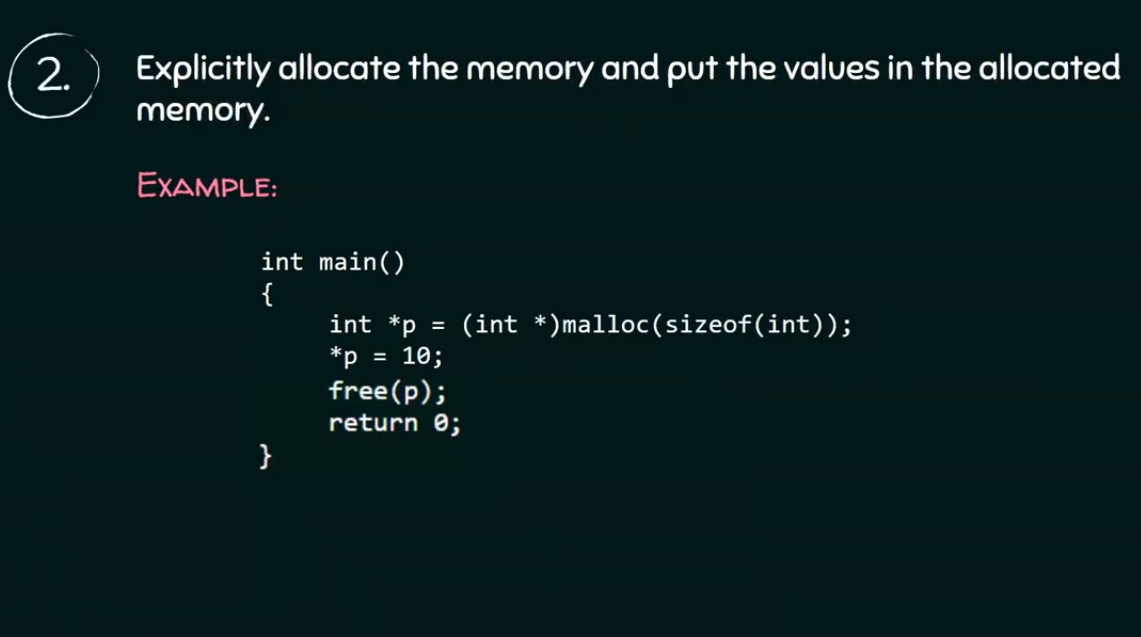 2.
Explicitly allocate the memory and put the values in the allocated
memory.
EXAMPLE:
int main()
{
int *p = (int *)malloc(sizeof(int));
*p = 10;
free(p);
return 0;
}